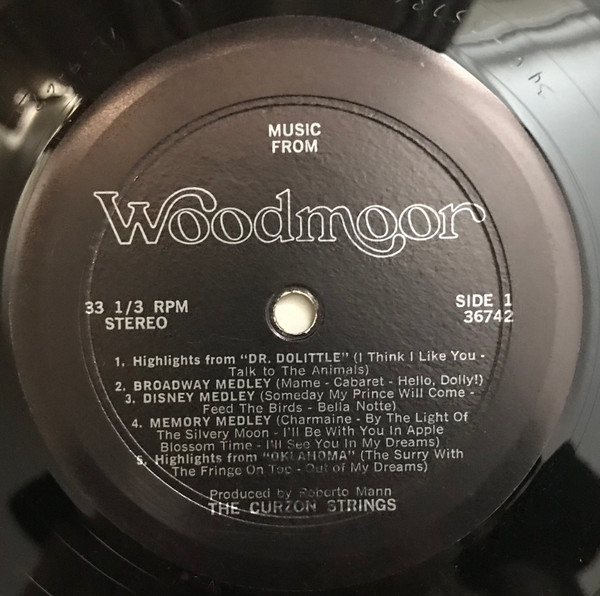 MUSIC
FROM
Woodmoor
33 1/3 RPM
STEREO
SIDE 1
36742
1. Highlights from "DR. DOLITTLE" (I Think I Like You -
Talk to The Animals)
2. BROADWAY MEDLEY (Mame - Cabaret - Hello, Dolly!)
3. DISNEY MEDLEY (Someday My Prince Will Come -
Feed The Birds - Bella Notte)
4. MEMORY MEDLEY (Charmaine - By The Light Of
The Silvery Moon - I'll Be With You In Apple
Blossom Time - I'll See You In My Dreams)
5. Highlights from "OKLAHOMA" (The Surry With
The Fringe On Top - Out of My Dreams)
Produced by Roberto Mann
THE CURZON STRINGS